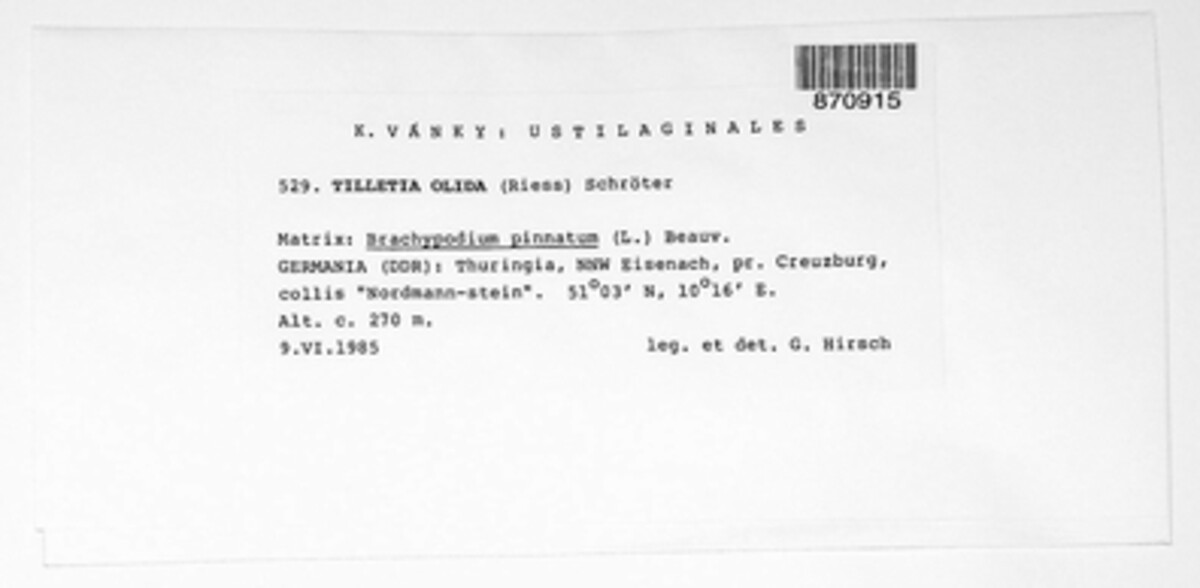 870915
K. VÁNKY: USTILAGINALES
529. TILLETIA OLIDA (Riess) Schröter
Matrix: Brachypodium pinnatum (L.) Beauv.
GERMANIA (DDR): Thuringia, NNW Eisenach, pr. Creuzburg,
collis "Nordmann-stein". 51°03' N, 10°16' E.
Alt. c. 270 m.
9.VI.1985 leg. et det. G. Hirsch